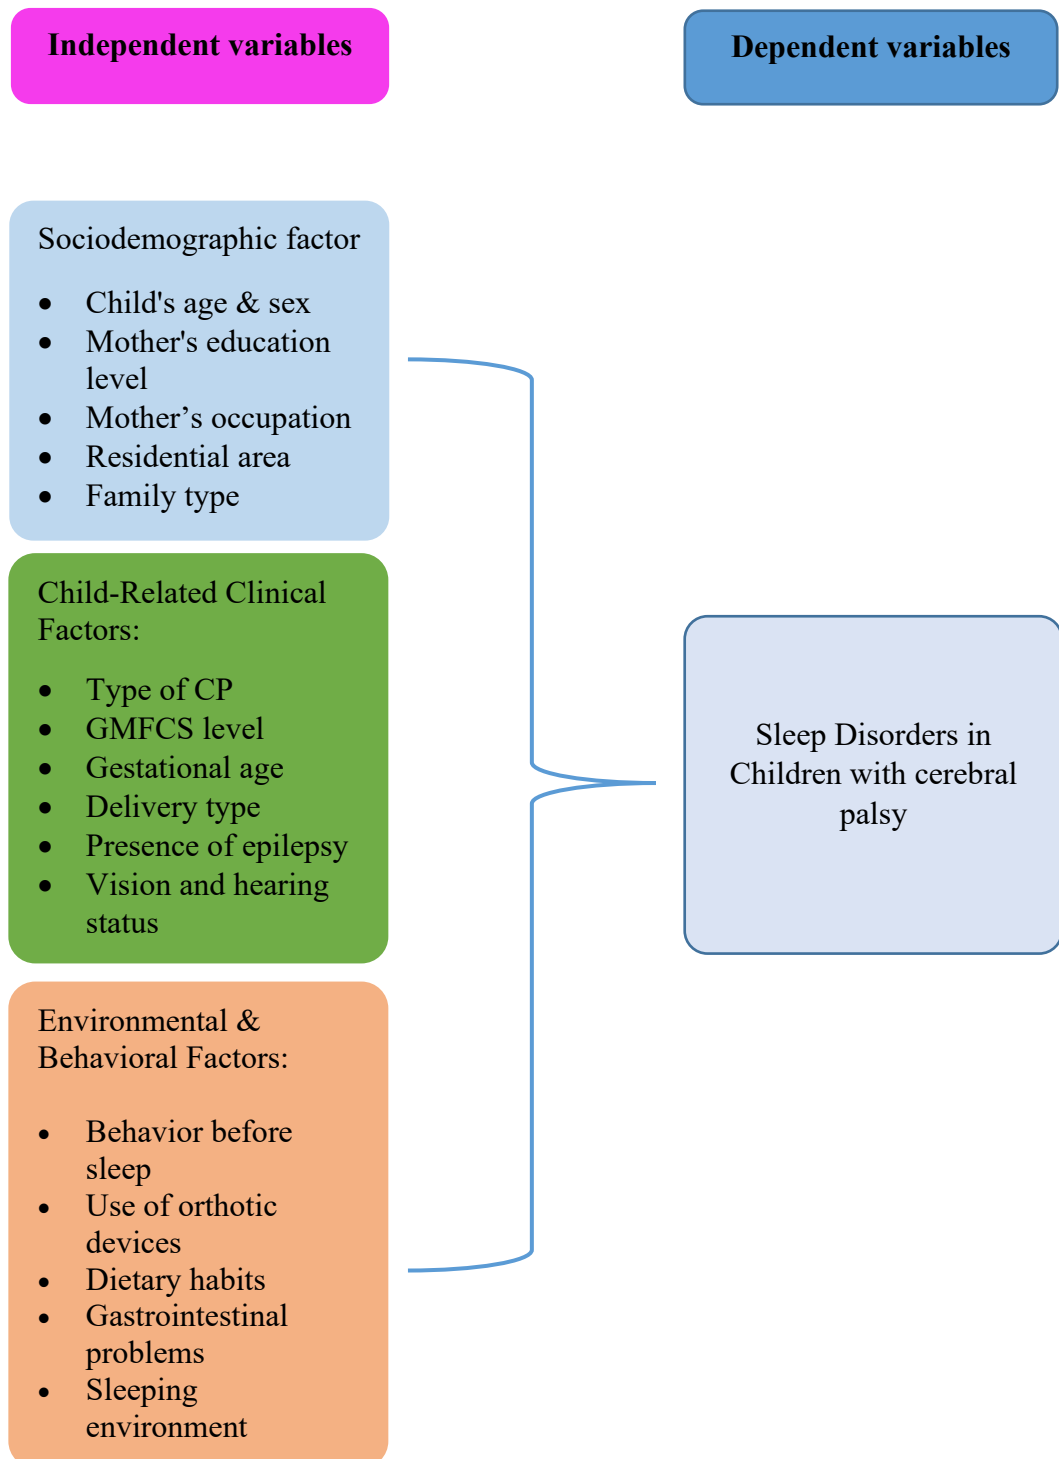 Independent variables
Dependent variables
Sociodemographic factor
• Child's age & sex
• Mother's education
level
• Mother’s occupation
• Residential area
• Family type
Child-Related Clinical
Factors:
• Type of CP
• GMFCS level
• Gestational age
• Delivery type
• Presence of epilepsy
• Vision and hearing
status
Environmental &
Behavioral Factors:
• Behavior before
sleep
• Use of orthotic
devices
• Dietary habits
• Gastrointestinal
problems
• Sleeping
environment
Sleep Disorders in
Children with cerebral
palsy